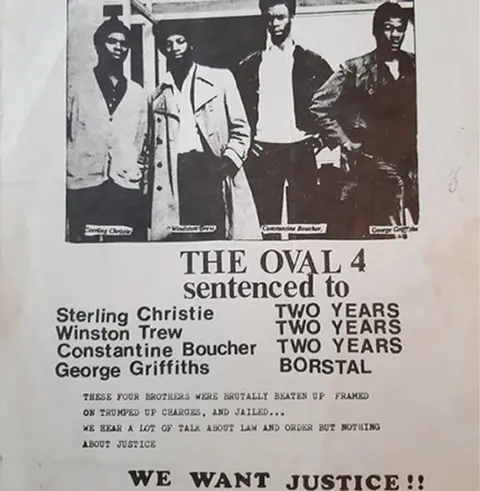 Sterling Christie Winston Trew Constantine Boucher, George Griffiths
THE OVAL 4
sentenced to
Sterling Christie TWO YEARS
Winston Trew TWO YEARS
Constantine Boucher TWO YEARS
George Griffiths BORSTAL
THESE FOUR BROTHERS WERE BRUTALLY BEATEN UP FRAMED
ON TRUMPED UP CHARGES, AND JAILED...
WE HEAR A LOT OF TALK ABOUT LAW AND ORDER BUT NOTHING
ABOUT JUSTICE
WE WANT JUSTICE!!